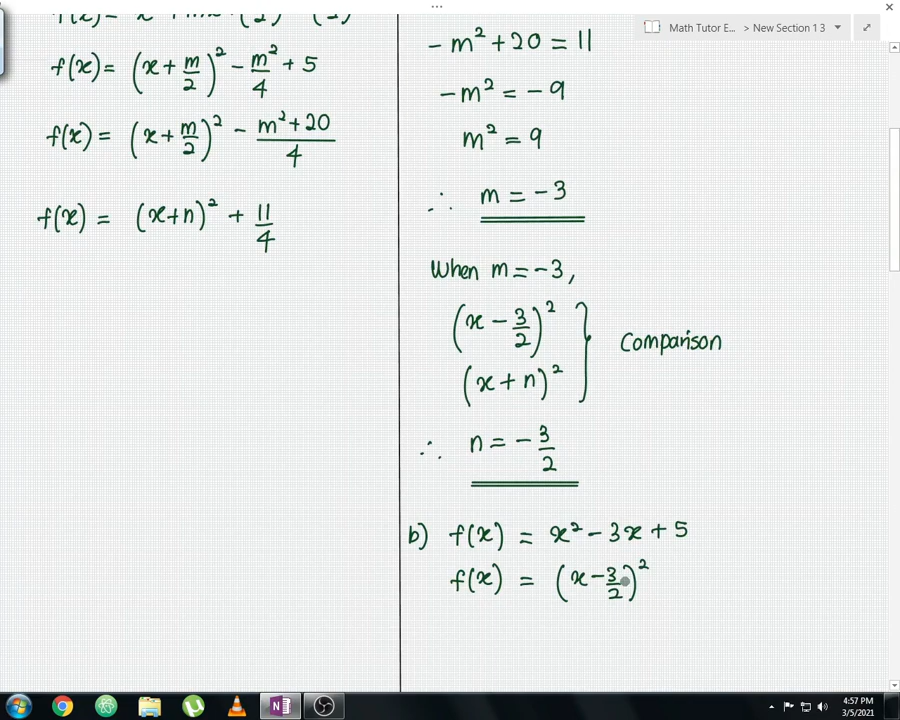 Math Tutor E... > New Section 1 3
f(x) = (x + m/2)² - m²/4 + 5
f(x) = (x + m/2)² - m² + 20/4
f(x) = (x+n)² + 11/4
-m² + 20 = 11
-m² = -9
m² = 9
∴ m = -3
When m = -3,
(x - 3/2)²
(x + n)² } Comparison
∴ n = -3/2
b) f(x) = x² - 3x + 5
f(x) = (x - 3/2)²
4:57 PM
3/5/2021